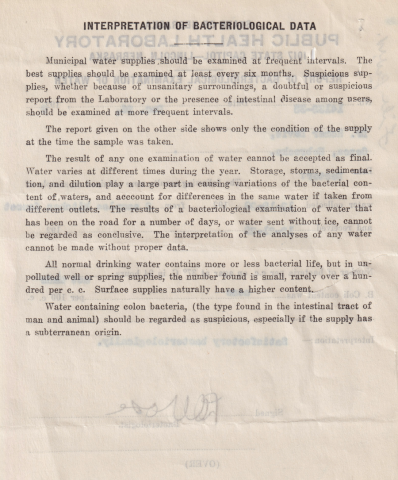 INTERPRETATION OF BACTERIOLOGICAL DATA
Municipal water supplies should be examined at frequent intervals. The
best supplies should be examined at least every six months. Suspicious sup-
plies, whether because of unsanitary surroundings, a doubtful or suspicious
report from the Laboratory or the presence of intestinal disease among users,
should be examined at more frequent intervals.
The report given on the other side shows only the condition of the supply
at the time the sample was taken.
The result of any one examination of water cannot be accepted as final.
Water varies at different times during the year. Storage, storms, sedimenta-
tion, and dilution play a large part in causing variations of the bacterial con-
tent of waters, and acccount for differences in the same water if taken from
different outlets. The results of a bacteriological examination of water that
has been on the road for a number of days, or water sent without ice, cannot
be regarded as conclusive. The interpretation of the analyses of any water
cannot be made without proper data.
All normal drinking water contains more or less bacterial life, but in un-
polluted well or spring supplies, the number found is small, rarely over a hun-
dred per c. c. Surface supplies naturally have a higher content.
Water containing colon bacteria, (the type found in the intestinal tract of
man and animal) should be regarded as suspicious, especially if the supply has
a subterranean origin.